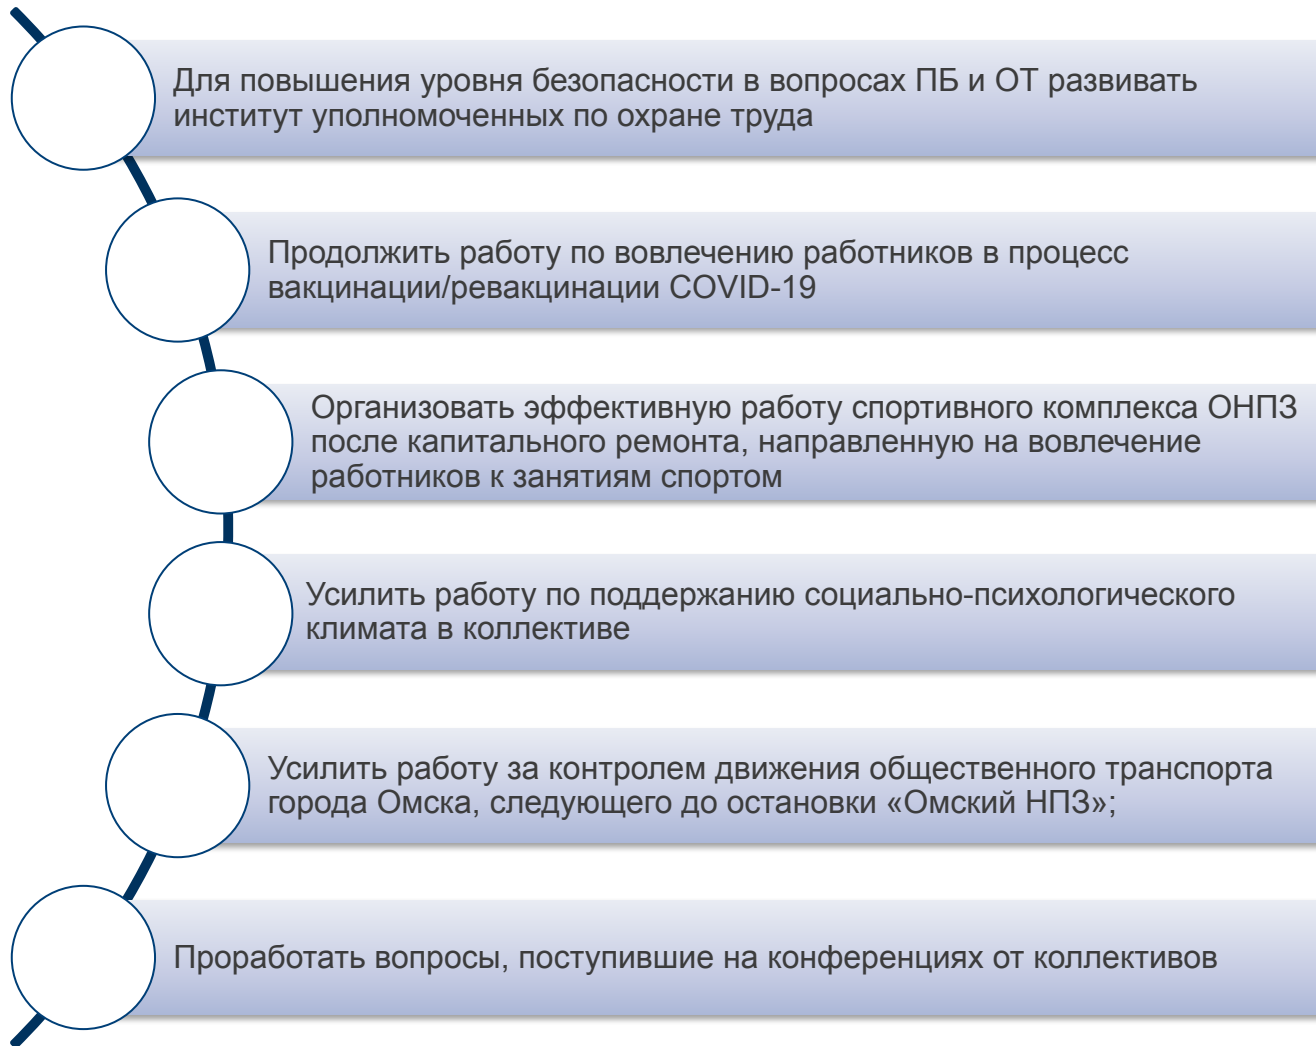 Для повышения уровня безопасности в вопросах ПБ и ОТ развивать
институт уполномоченных по охране труда
Продолжить работу по вовлечению работников в процесс
вакцинации/ревакцинации COVID-19
Организовать эффективную работу спортивного комплекса ОНПЗ
после капитального ремонта, направленную на вовлечение
работников к занятиям спортом
Усилить работу по поддержанию социально-психологического
климата в коллективе
Усилить работу за контролем движения общественного транспорта
города Омска, следующего до остановки «Омский НПЗ»;
Проработать вопросы, поступившие на конференциях от коллективов